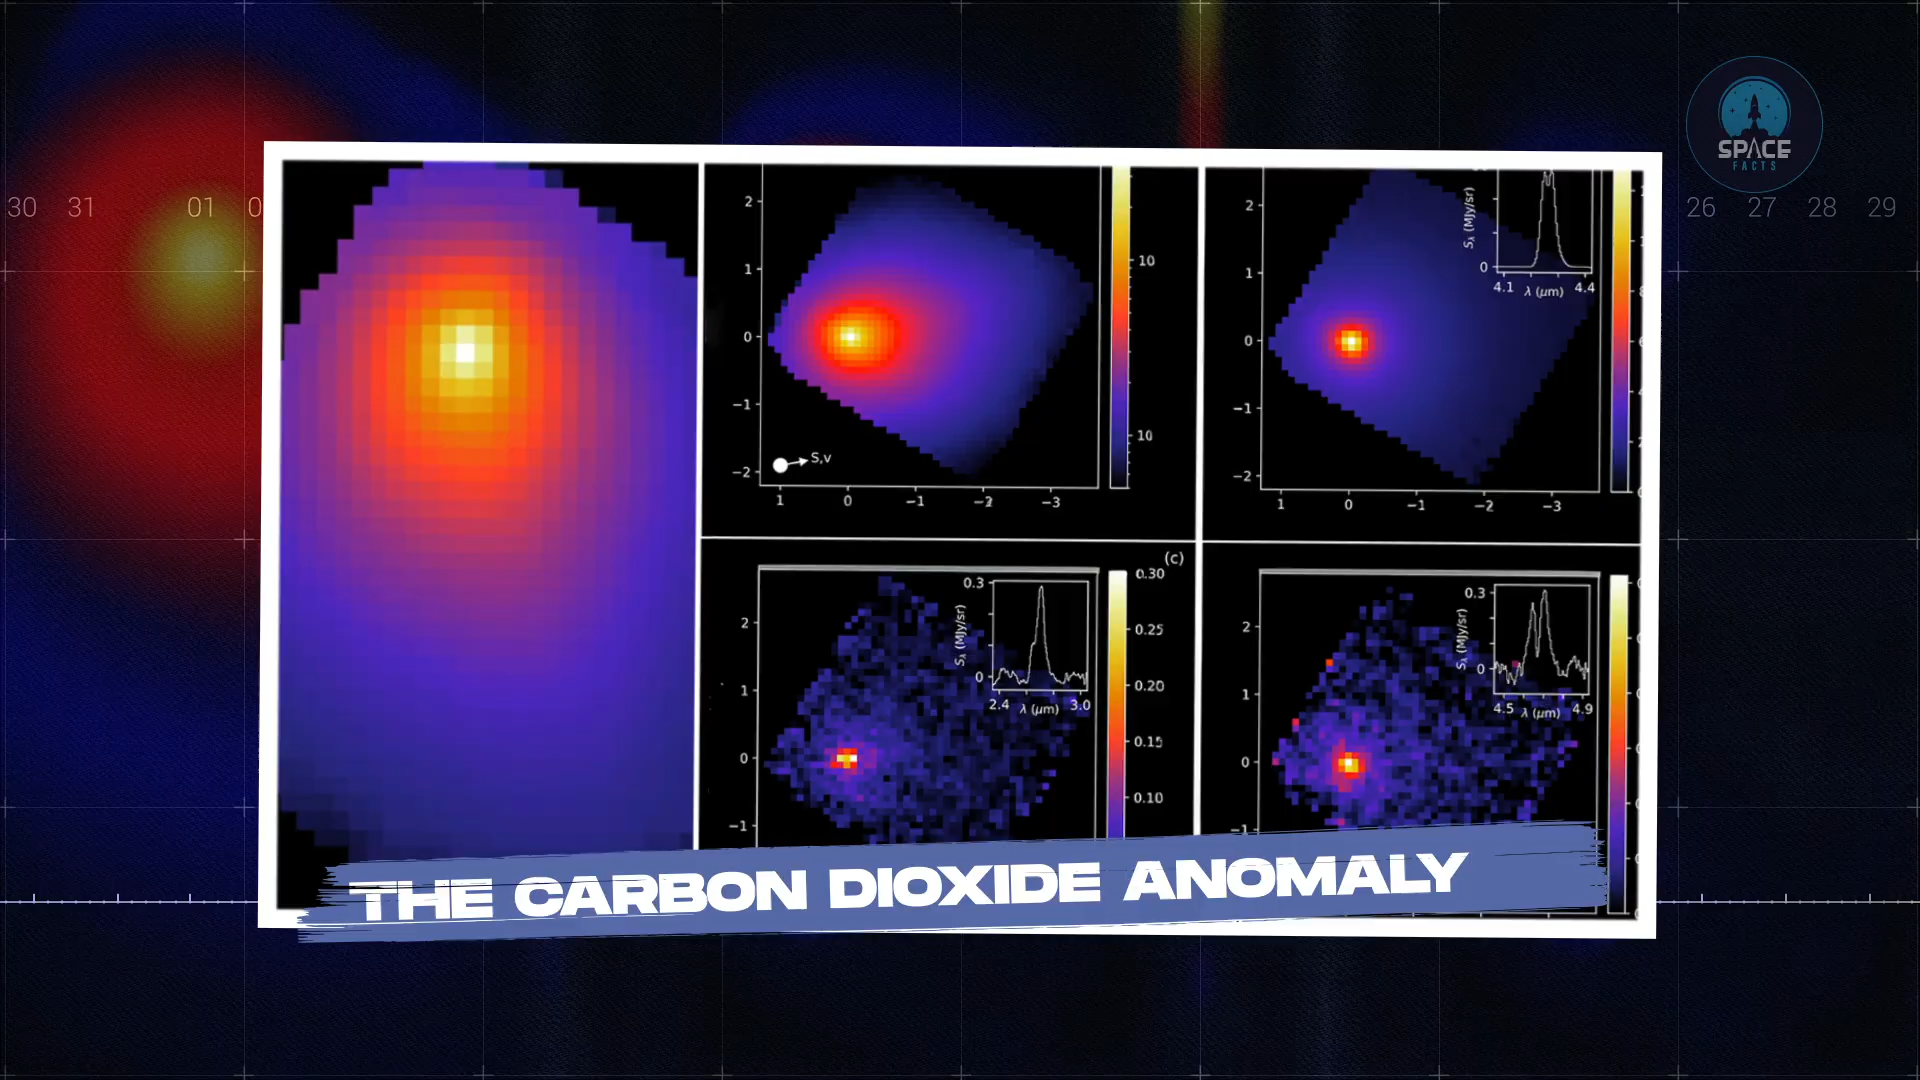 SPACE
FACTS
30 31 01 0
26 27 28 29
2
1
0
−1
−2
1 0 −1 −2 −3
S,v
10
10
2
1
0
−1
−2
1 0 −1 −2 −3
Sλ (MJy/sr)
0
4.1 λ (μm) 4.4
(c)
2
1
0
−1
0.3
Sλ (MJy/sr)
0
2.4 λ (μm) 3.0
0.30
0.25
0.20
0.15
0.10
2
1
0
−1
0.3
Sλ (MJy/sr)
0
4.5 λ (μm) 4.9
THE CARBON DIOXIDE ANOMALY